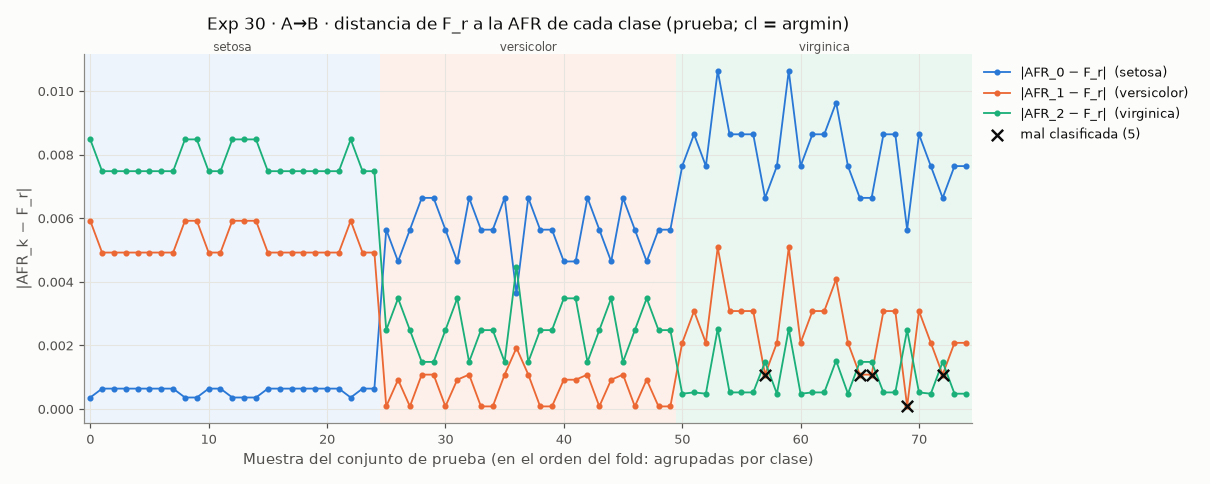 Exp 30 · A→B · distancia de F_r a la AFR de cada clase (prueba; cl = argmin)
setosa versicolor virginica
|AFR_0 − F_r| (setosa)
|AFR_1 − F_r| (versicolor)
|AFR_2 − F_r| (virginica)
mal clasificada (5)
|AFR_k − F_r|
0.010
0.008
0.006
0.004
0.002
0.000
0 10 20 30 40 50 60 70
Muestra del conjunto de prueba (en el orden del fold: agrupadas por clase)